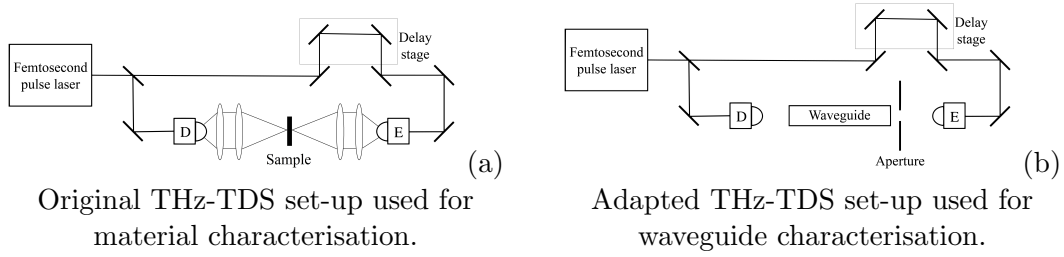 Femtosecond
pulse laser
Delay
stage
D
E
Sample
(a)
Original THz-TDS set-up used for
material characterisation.
Femtosecond
pulse laser
Delay
stage
D
Waveguide
E
Aperture
(b)
Adapted THz-TDS set-up used for
waveguide characterisation.